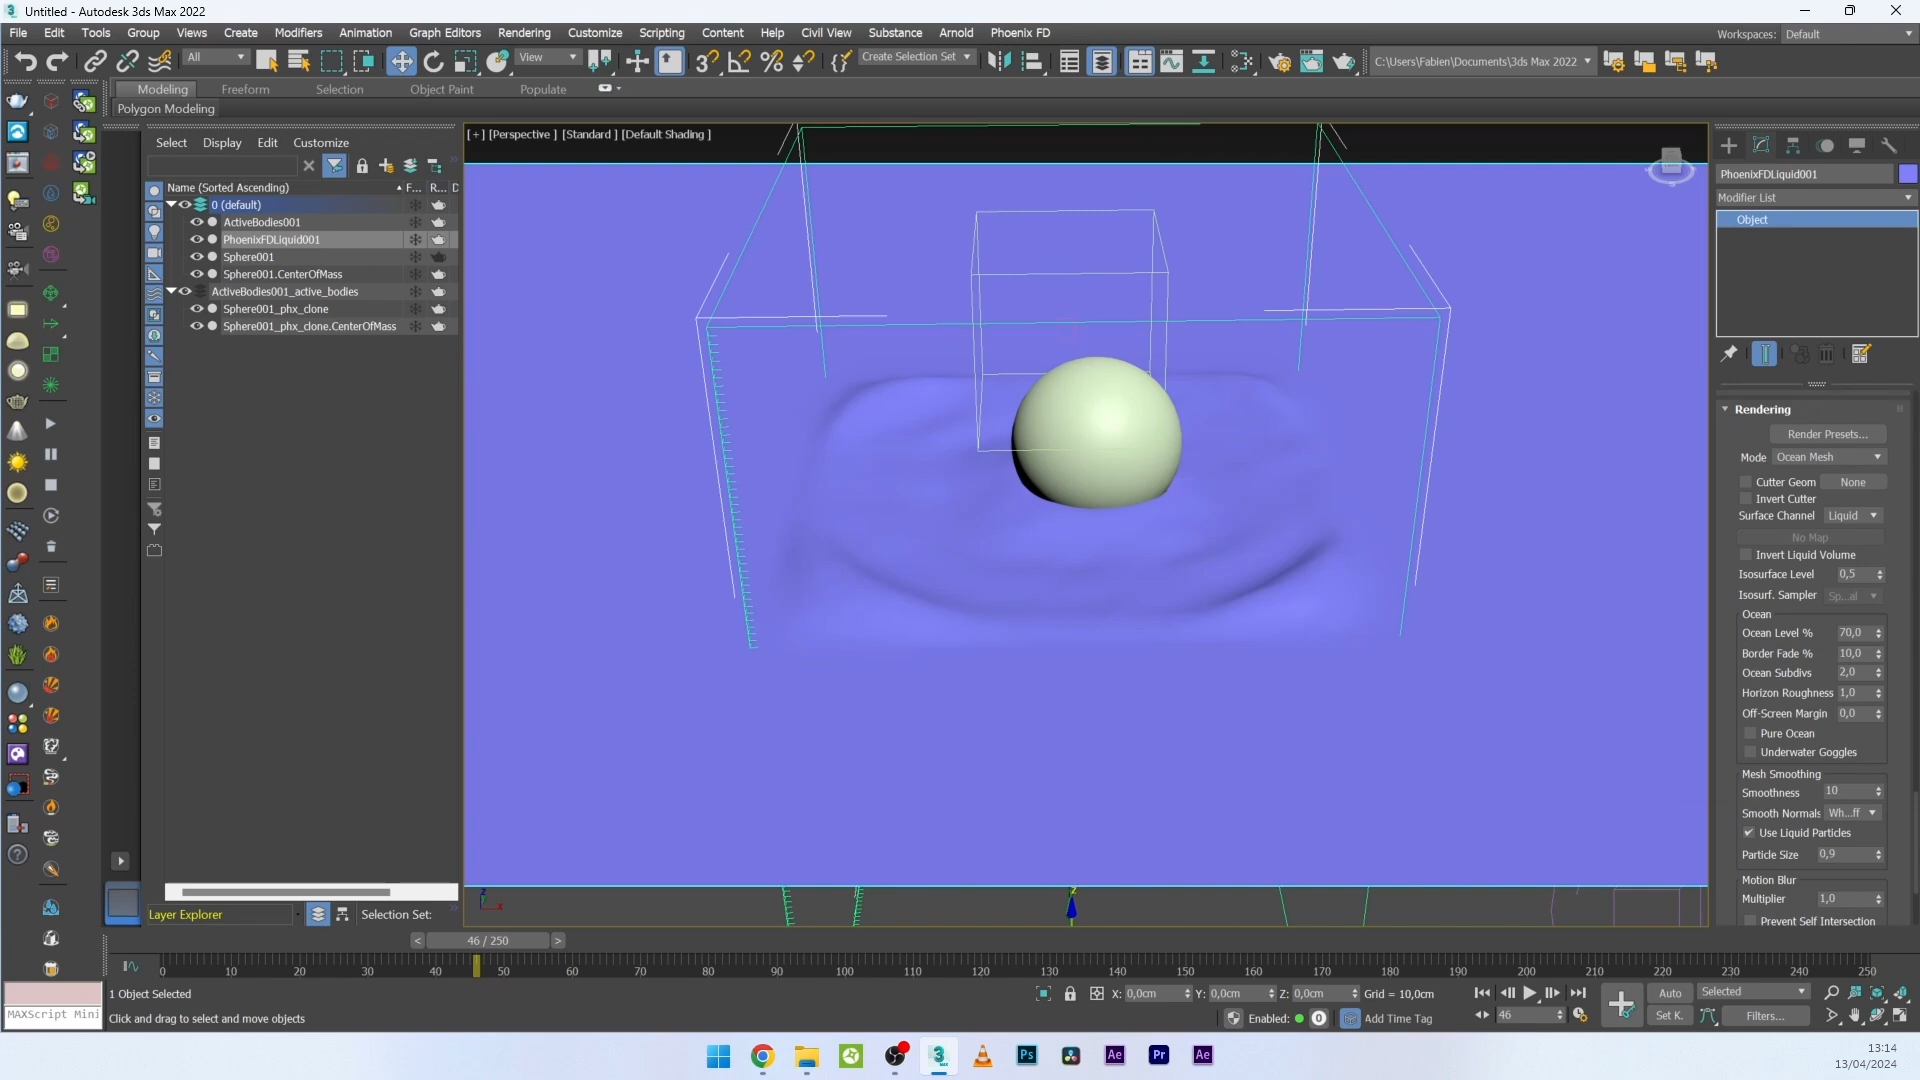 Untitled - Autodesk 3ds Max 2022
File Edit Tools Group Views Create Modifiers Animation Graph Editors Rendering Customize Scripting Content Help Civil View Substance Arnold Phoenix FD
Workspaces: Default
All
View
Create Selection Set
C:\Users\Fabien\Documents\3ds Max 2022
Modeling Freeform Selection Object Paint Populate
Polygon Modeling
Select Display Edit Customize
Name (Sorted Ascending) F... R... D
0 (default)
ActiveBodies001
PhoenixFDLiquid001
Sphere001
Sphere001.CenterOfMass
ActiveBodies001_active_bodies
Sphere001_phx_clone
Sphere001_phx_clone.CenterOfMass
Layer Explorer
Selection Set:
[+] [Perspective ] [Standard ] [Default Shading ]
z
x
z
PhoenixFDLiquid001
Modifier List
Object
Rendering
Render Presets...
Mode Ocean Mesh
Cutter Geom None
Invert Cutter
Surface Channel Liquid
No Map
Invert Liquid Volume
Isosurface Level 0,5
Isosurf. Sampler Sp...al
Ocean
Ocean Level % 70,0
Border Fade % 10,0
Ocean Subdivs 2,0
Horizon Roughness 1,0
Off-Screen Margin 0,0
Pure Ocean
Underwater Goggles
Mesh Smoothing
Smoothness 10
Smooth Normals Wh...ff
Use Liquid Particles
Particle Size 0,9
Motion Blur
Multiplier 1,0
Prevent Self Intersection
< 46 / 250 >
0 10 20 30 40 50 60 70 80 90 100 110 120 130 140 150 160 170 180 190 200 210 220 230 240 250
1 Object Selected
X: 0,0cm Y: 0,0cm Z: 0,0cm Grid = 10,0cm
Auto Selected
MAXScript Mini
Click and drag to select and move objects
Enabled: 0 Add Time Tag
46
Set K. Filters...
3 MAX Ps Ae Pr Ae
13:14
13/04/2024